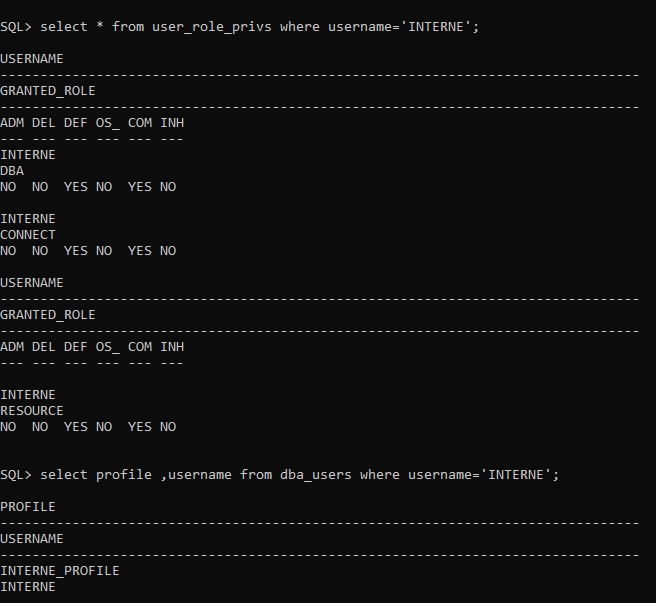 SQL> select * from user_role_privs where username='INTERNE';
USERNAME
--------------------------------------------------------------------------------
GRANTED_ROLE
--------------------------------------------------------------------------------
ADM DEL DEF OS_ COM INH
--- --- --- --- --- ---
INTERNE
DBA
NO  NO  YES NO  YES NO
INTERNE
CONNECT
NO  NO  YES NO  YES NO
USERNAME
--------------------------------------------------------------------------------
GRANTED_ROLE
--------------------------------------------------------------------------------
ADM DEL DEF OS_ COM INH
--- --- --- --- --- ---
INTERNE
RESOURCE
NO  NO  YES NO  YES NO
SQL> select profile ,username from dba_users where username='INTERNE';
PROFILE
--------------------------------------------------------------------------------
USERNAME
--------------------------------------------------------------------------------
INTERNE_PROFILE
INTERNE